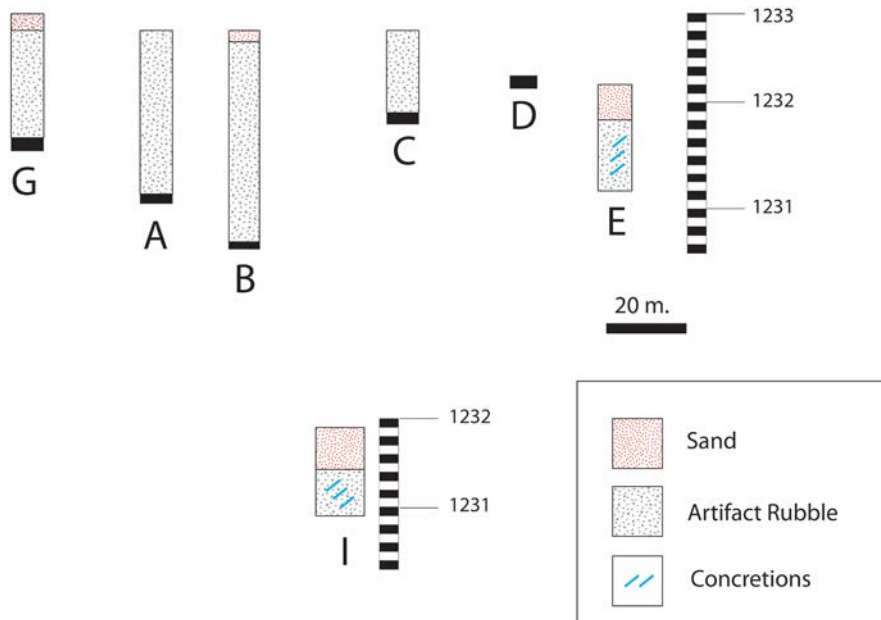 1233
1232
1231
G
A
B
C
D
E
20 m.
1232
1231
I
Sand
Artifact Rubble
Concretions